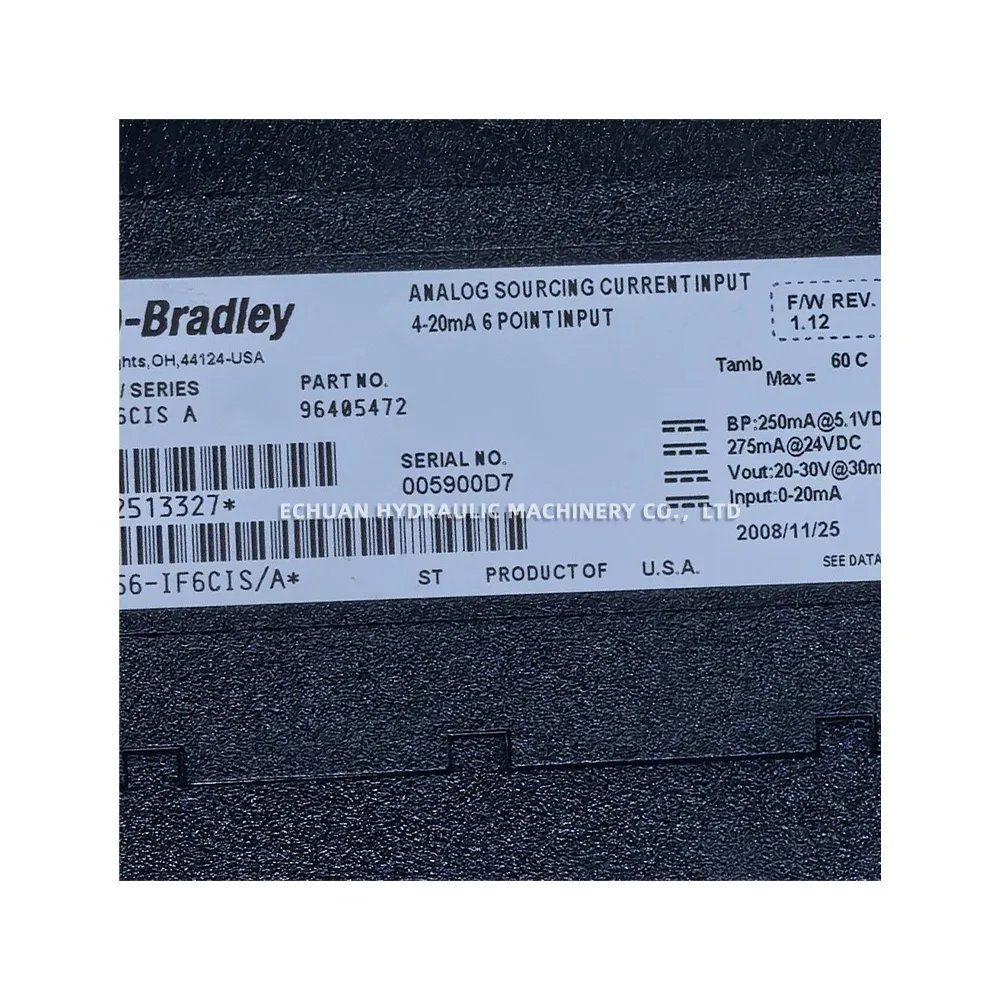 -Bradley
ANALOG SOURCING CURRENT INPUT
4-20mA 6 POINT INPUT
F/W REV.
1.12
ghts,OH,44124-USA
/ SERIES
6CIS A
PART NO.
96405472
Tamb
Max =
60 C
BP:250mA@5.1VD
275mA@24VDC
Vout:20-30V@30m
Input:0-20mA
SERIAL NO.
005900D7
2513327*
ECHUAN HYDRAULIC MACHINERY CO., LTD
2008/11/25
56-IF6CIS/A*
ST PRODUCT OF U.S.A.
SEE DATA